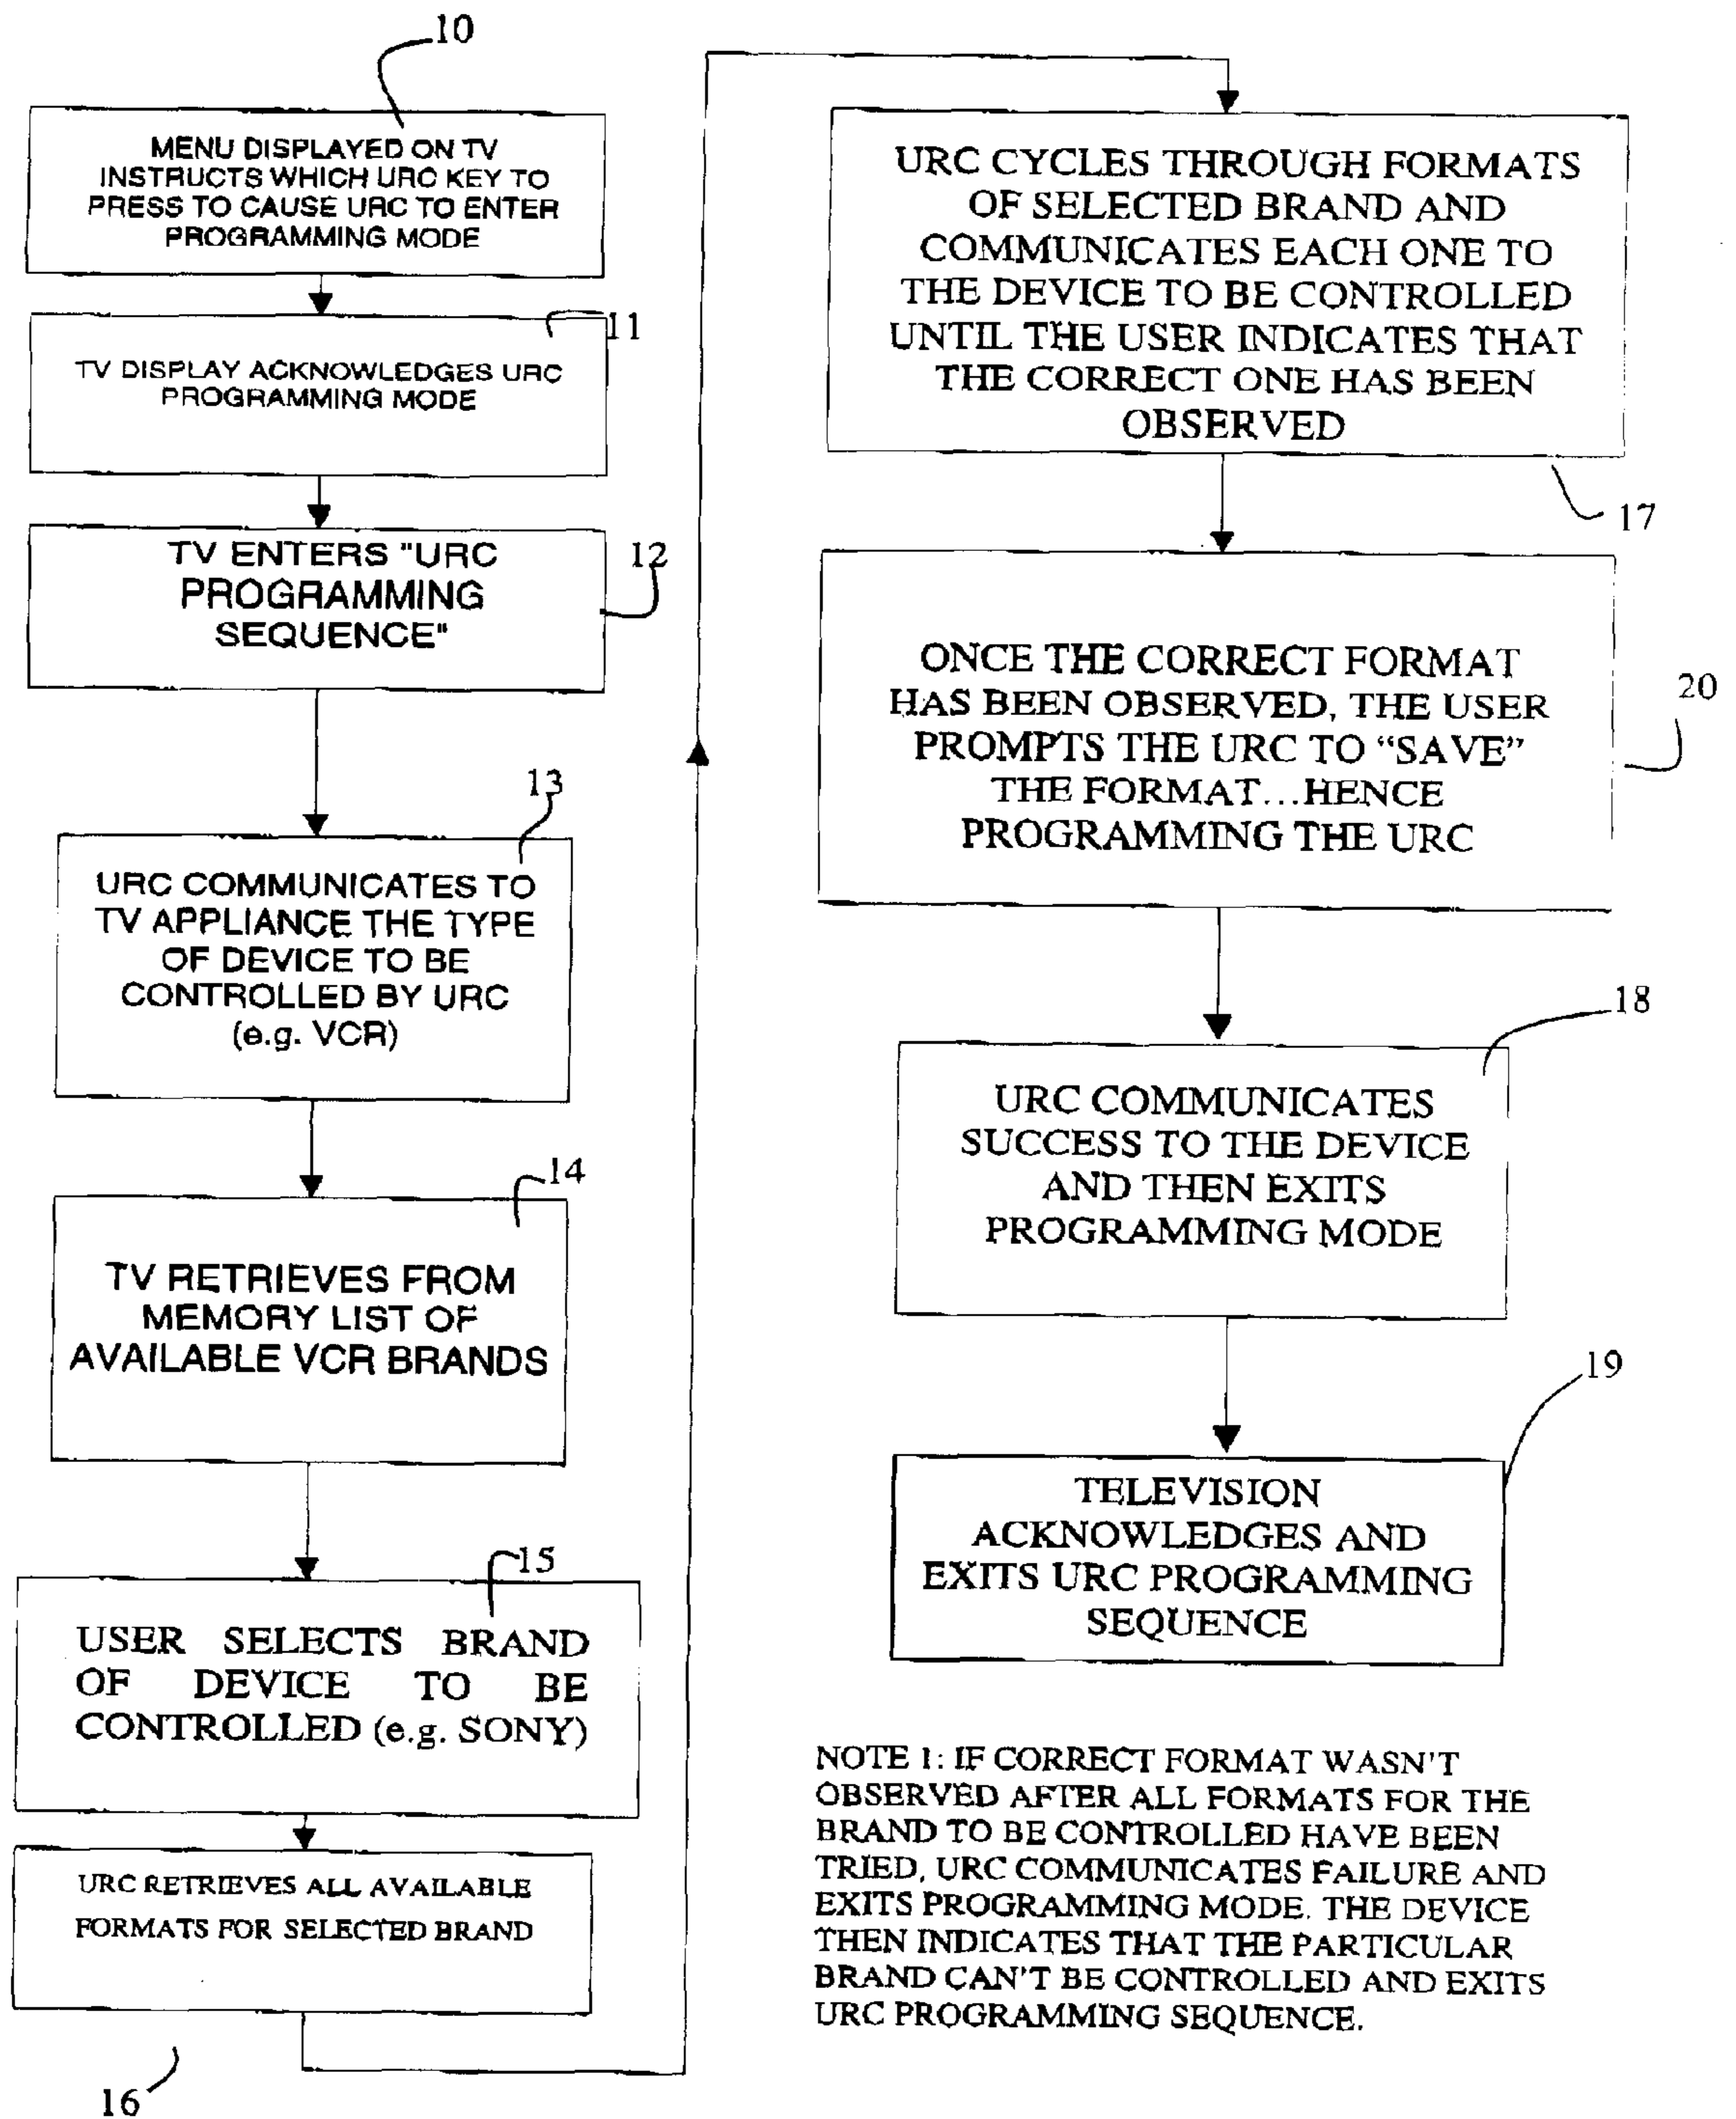 10
MENU DISPLAYED ON TV
INSTRUCTS WHICH URC KEY TO
PRESS TO CAUSE URC TO ENTER
PROGRAMMING MODE
11
TV DISPLAY ACKNOWLEDGES URC
PROGRAMMING MODE
12
TV ENTERS "URC
PROGRAMMING
SEQUENCE"
13
URC COMMUNICATES TO
TV APPLIANCE THE TYPE
OF DEVICE TO BE
CONTROLLED BY URC
(e.g. VCR)
14
TV RETRIEVES FROM
MEMORY LIST OF
AVAILABLE VCR BRANDS
15
USER SELECTS BRAND
OF DEVICE TO BE
CONTROLLED (e.g. SONY)
URC RETRIEVES ALL AVAILABLE
FORMATS FOR SELECTED BRAND
16
URC CYCLES THROUGH FORMATS
OF SELECTED BRAND AND
COMMUNICATES EACH ONE TO
THE DEVICE TO BE CONTROLLED
UNTIL THE USER INDICATES THAT
THE CORRECT ONE HAS BEEN
OBSERVED
17
ONCE THE CORRECT FORMAT
HAS BEEN OBSERVED, THE USER
PROMPTS THE URC TO “SAVE”
THE FORMAT...HENCE
PROGRAMMING THE URC
20
18
URC COMMUNICATES
SUCCESS TO THE DEVICE
AND THEN EXITS
PROGRAMMING MODE
19
TELEVISION
ACKNOWLEDGES AND
EXITS URC PROGRAMMING
SEQUENCE
NOTE 1: IF CORRECT FORMAT WASN'T
OBSERVED AFTER ALL FORMATS FOR THE
BRAND TO BE CONTROLLED HAVE BEEN
TRIED, URC COMMUNICATES FAILURE AND
EXITS PROGRAMMING MODE. THE DEVICE
THEN INDICATES THAT THE PARTICULAR
BRAND CAN'T BE CONTROLLED AND EXITS
URC PROGRAMMING SEQUENCE.